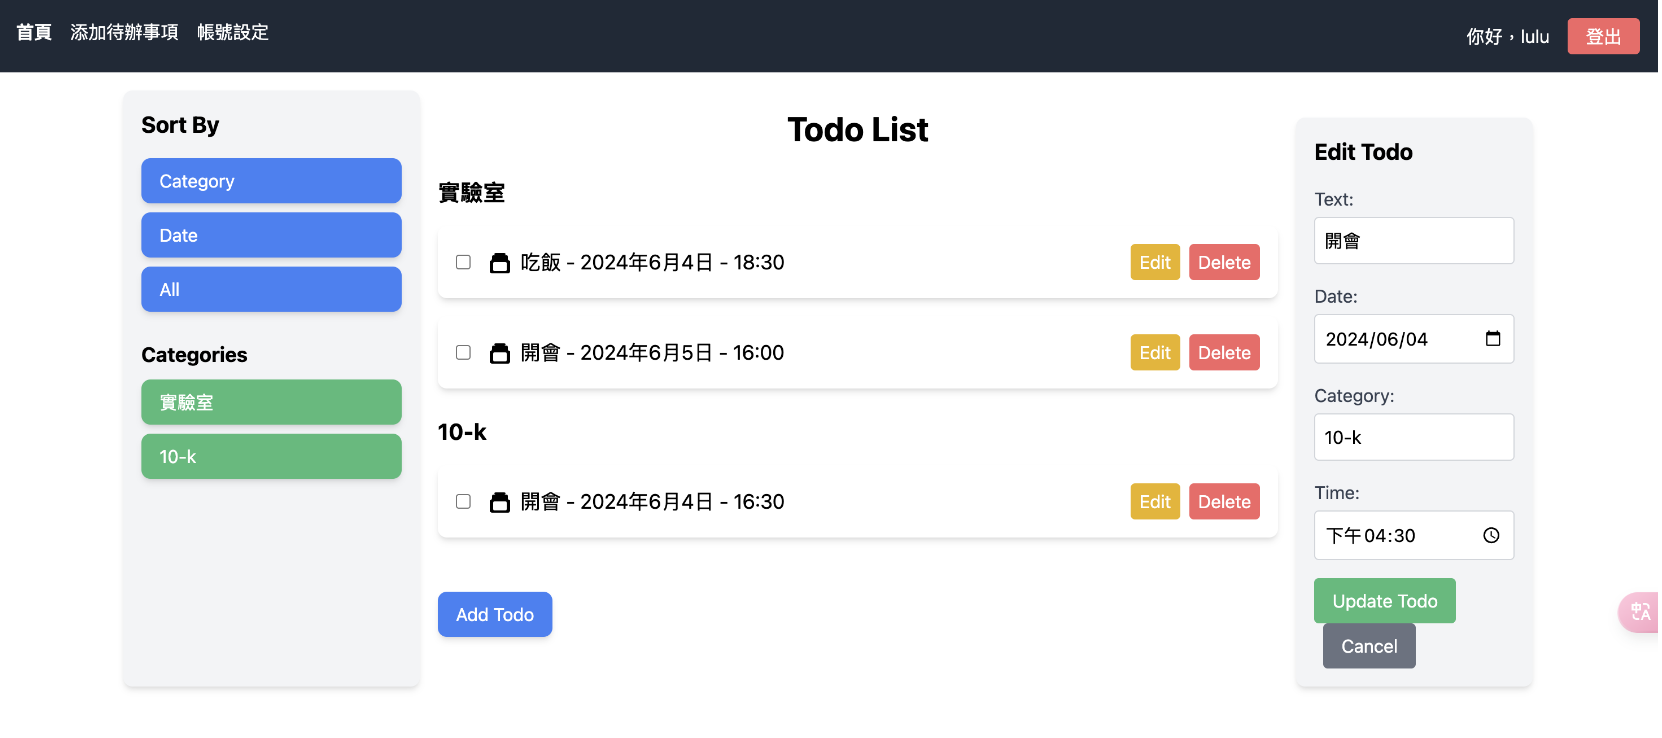 首頁 添加待辦事項 帳號設定
你好，lulu 登出
Sort By
Category
Date
All
Categories
實驗室
10-k
Todo List
實驗室
吃飯 - 2024年6月4日 - 18:30 Edit Delete
開會 - 2024年6月5日 - 16:00 Edit Delete
10-k
開會 - 2024年6月4日 - 16:30 Edit Delete
Add Todo
Edit Todo
Text:
開會
Date:
2024/06/04
Category:
10-k
Time:
下午04:30
Update Todo
Cancel
中A